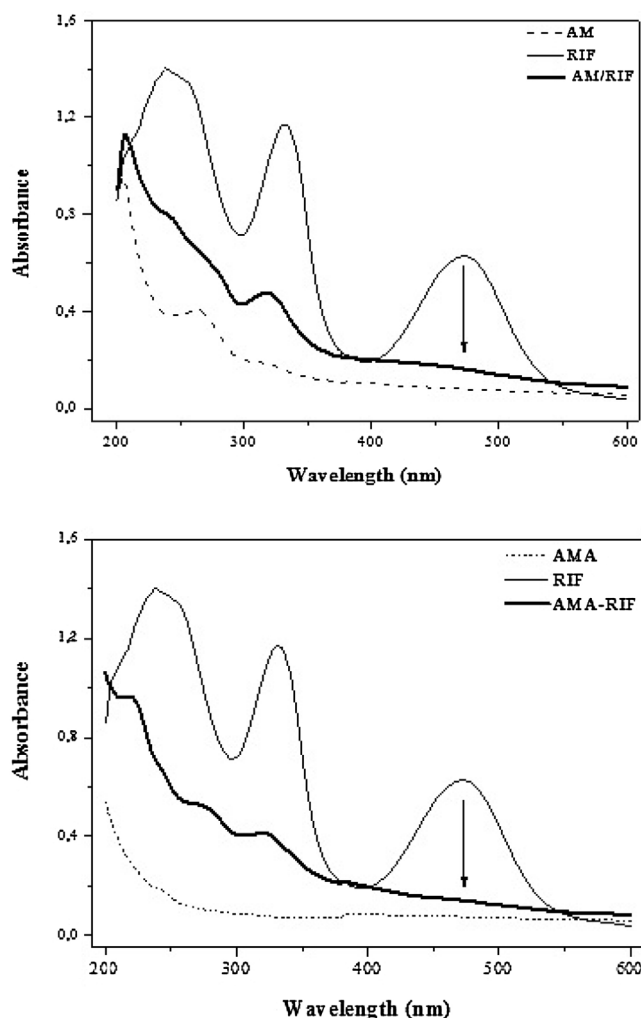 1,6
1,2
0,8
0,4
0,0
Absorbance
AM
RIF
AM/RIF
200
300
400
500
600
Wavelength (nm)
1,6
1,2
0,8
0,4
0,0
Absorbance
AMA
RIF
AMA-RIF
200
300
400
500
600
Wavelength (nm)